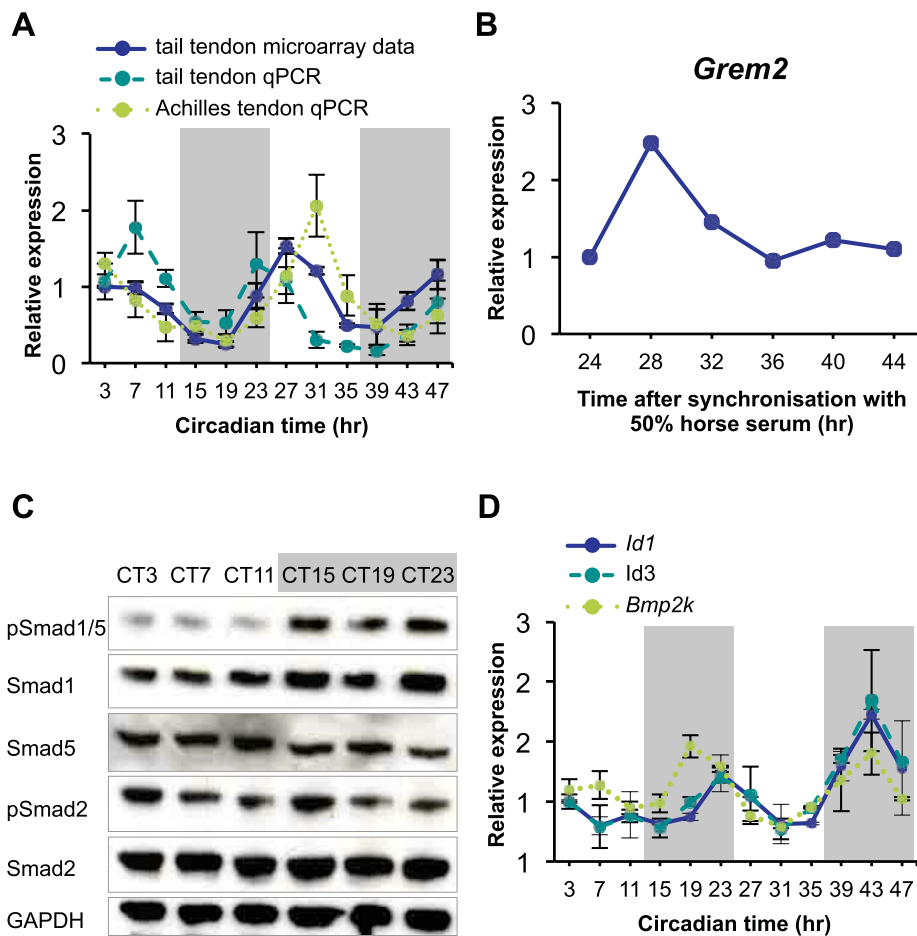 A
tail tendon microarray data
tail tendon qPCR
Achilles tendon qPCR
Relative expression
3
2
1
0
3 7 11 15 19 23 27 31 35 39 43 47
Circadian time (hr)
B
Grem2
Relative expression
3
2
1
0
24 28 32 36 40 44
Time after synchronisation with
50% horse serum (hr)
C
CT3 CT7 CT11 CT15 CT19 CT23
pSmad1/5
Smad1
Smad5
pSmad2
Smad2
GAPDH
D
Id1
Id3
Bmp2k
Relative expression
3
2
2
1
1
3 7 11 15 19 23 27 31 35 39 43 47
Circadian time (hr)